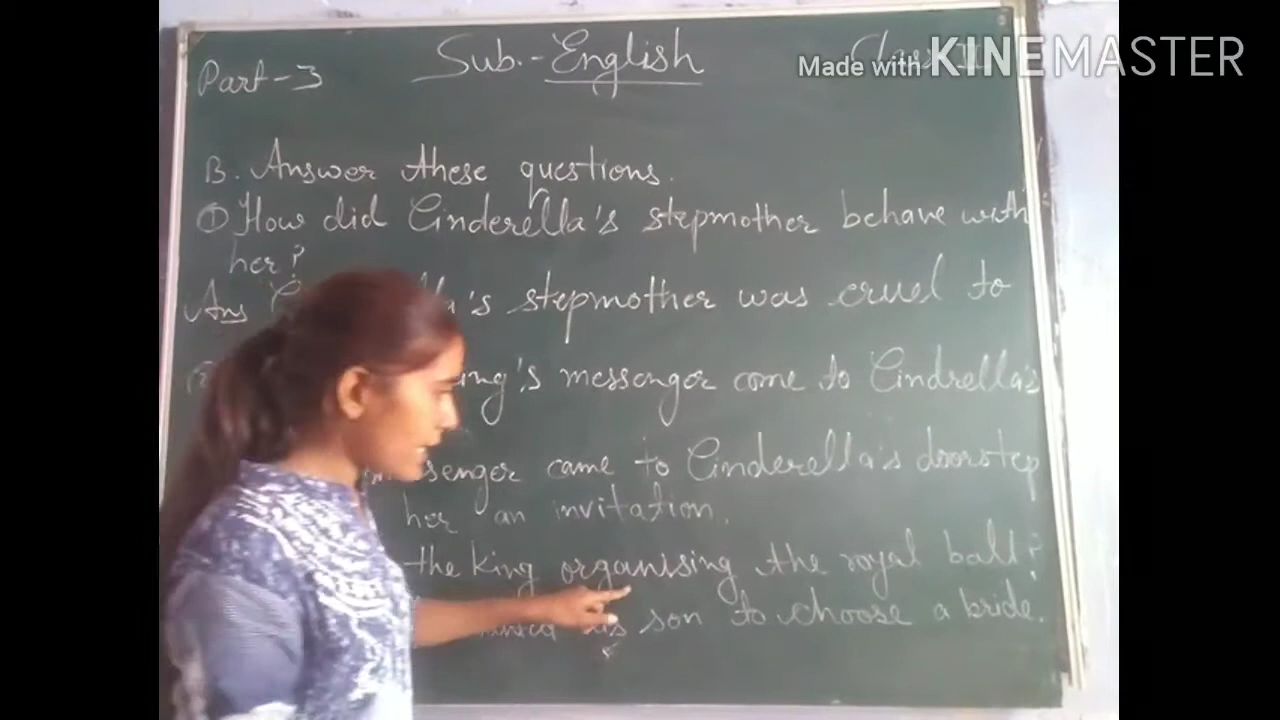 Part-3 Sub.-English Class II
Made with KINEMASTER
B. Answer these questions.
① How did Cinderella's stepmother behave with
her?
Ans stepmother was cruel to
messenger come to Cindrella's
came to Cinderella's doorstep
her an invitation.
the king organising the royal ball?
son to choose a bride.